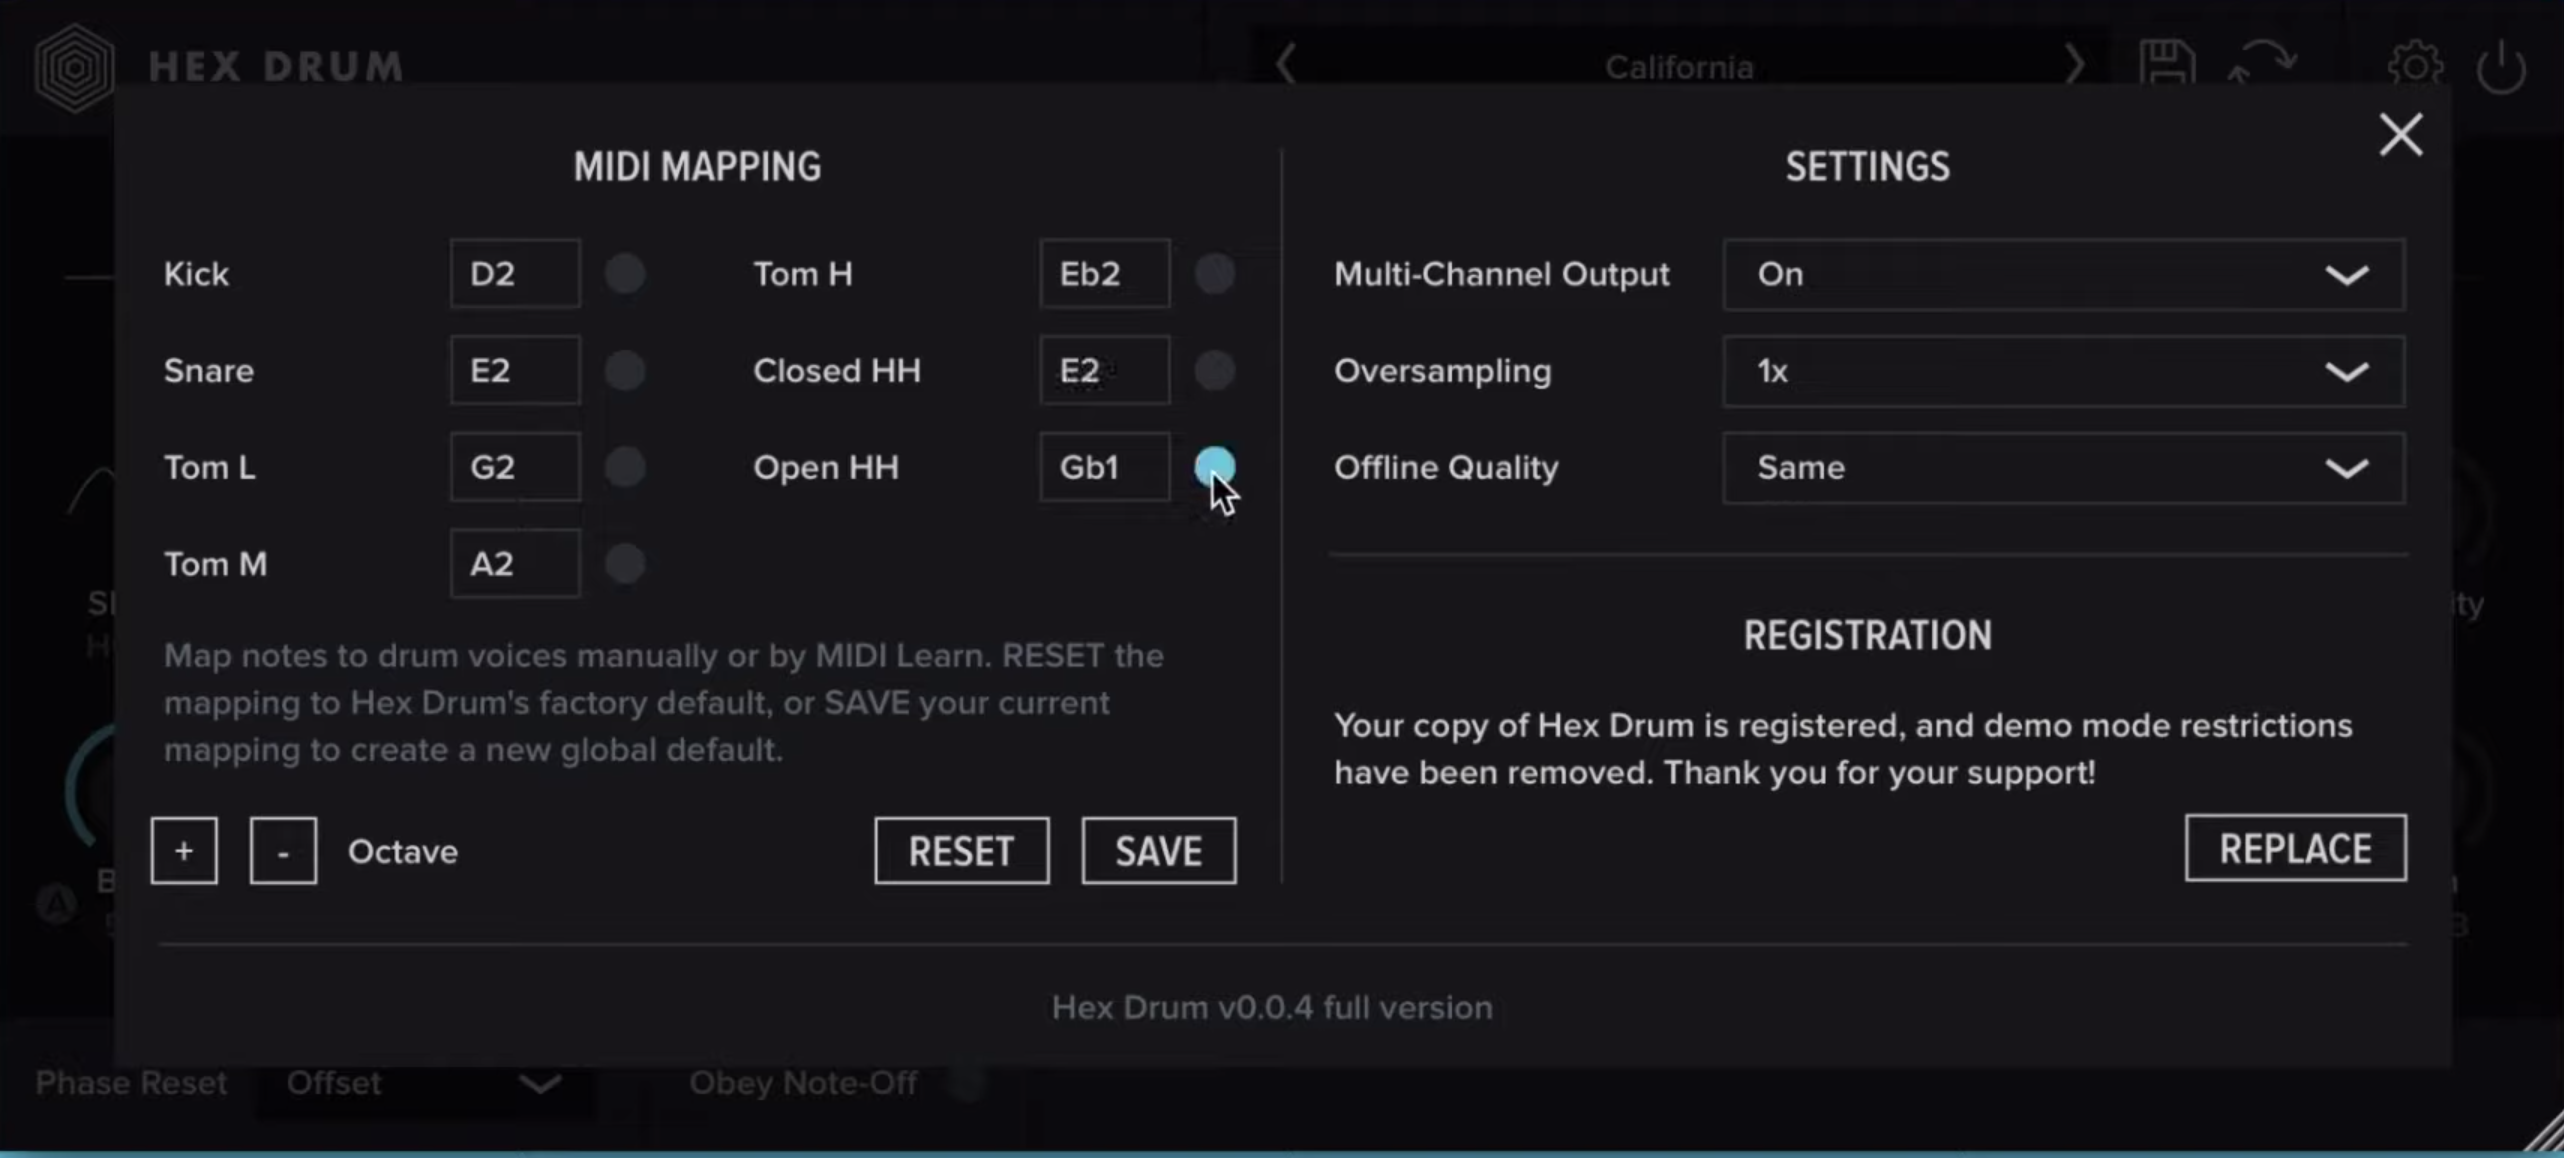 HEX DRUM
California
MIDI MAPPING
Kick D2
Tom H Eb2
Snare E2
Closed HH E2
Tom L G2
Open HH Gb1
Tom M A2
Map notes to drum voices manually or by MIDI Learn. RESET the
mapping to Hex Drum's factory default, or SAVE your current
mapping to create a new global default.
+ - Octave
RESET SAVE
SETTINGS
Multi-Channel Output On
Oversampling 1x
Offline Quality Same
REGISTRATION
Your copy of Hex Drum is registered, and demo mode restrictions
have been removed. Thank you for your support!
REPLACE
Hex Drum v0.0.4 full version
Phase Reset Offset
Obey Note-Off